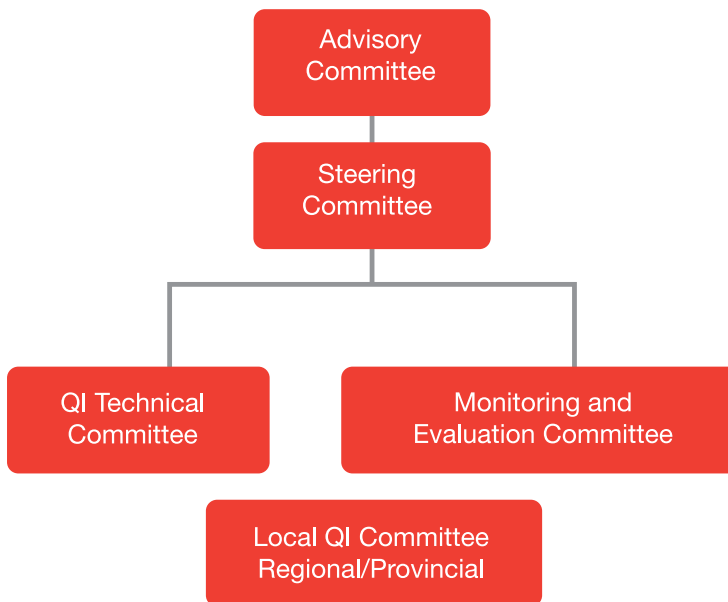 Advisory
Committee
Steering
Committee
QI Technical
Committee
Monitoring and
Evaluation Committee
Local QI Committee
Regional/Provincial